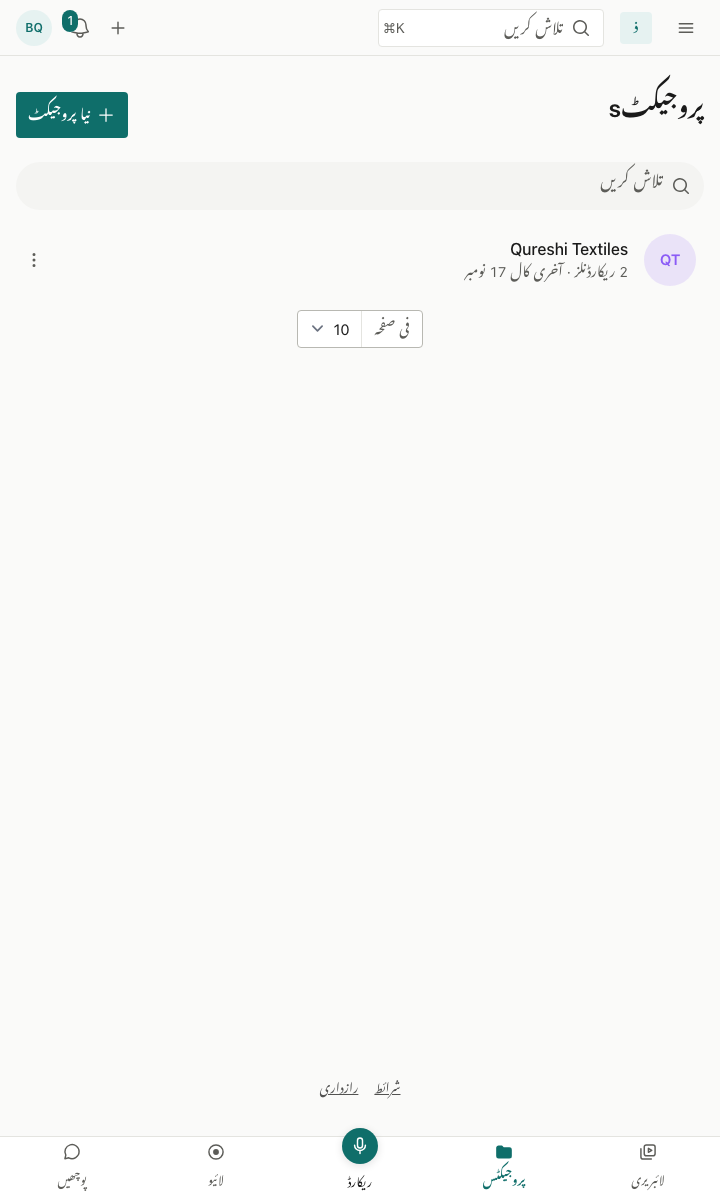 ذ
تلاش کریں
⌘K
1
BQ
پروجیکٹs
نیا پروجیکٹ
تلاش کریں
QT
Qureshi Textiles
2 ریکارڈنگز · آخری کال 17 نومبر
فی صفحہ
10
شرائط
رازداری
لائبریری
پروجیکٹس
ریکارڈ
لائیو
پوچھیں